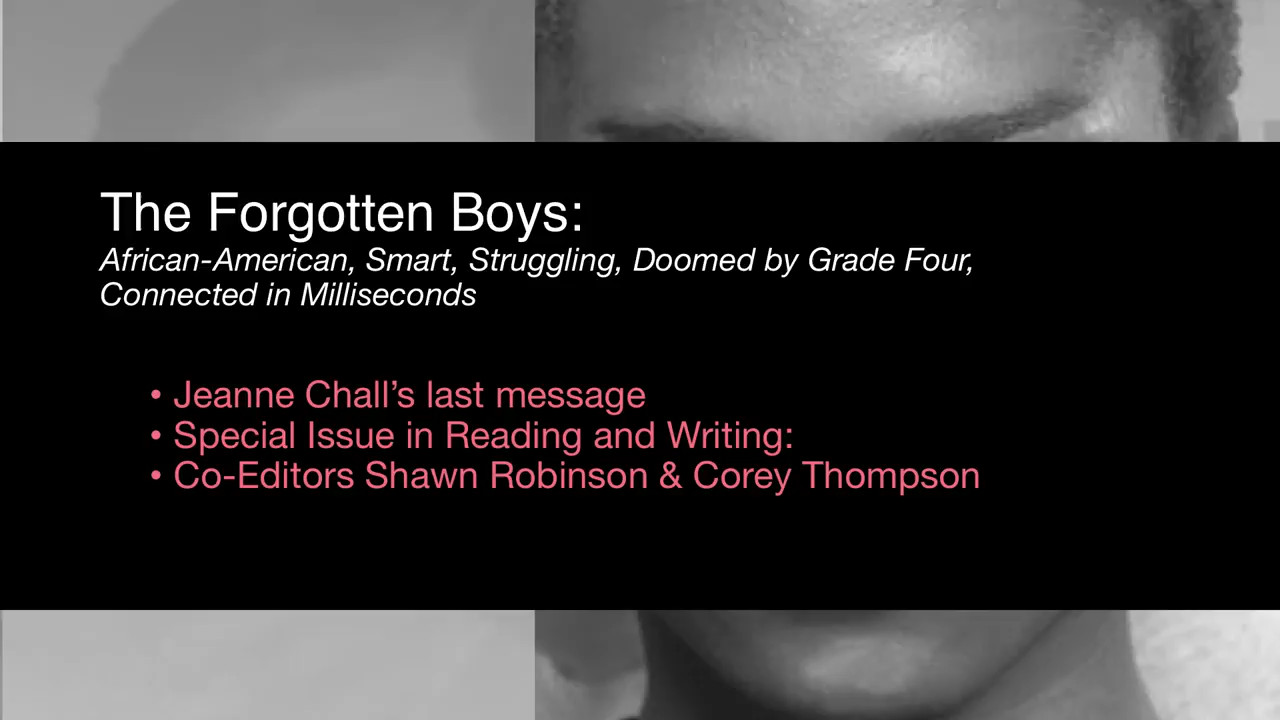 The Forgotten Boys:
African-American, Smart, Struggling, Doomed by Grade Four,
Connected in Milliseconds
• Jeanne Chall’s last message
• Special Issue in Reading and Writing:
• Co-Editors Shawn Robinson & Corey Thompson